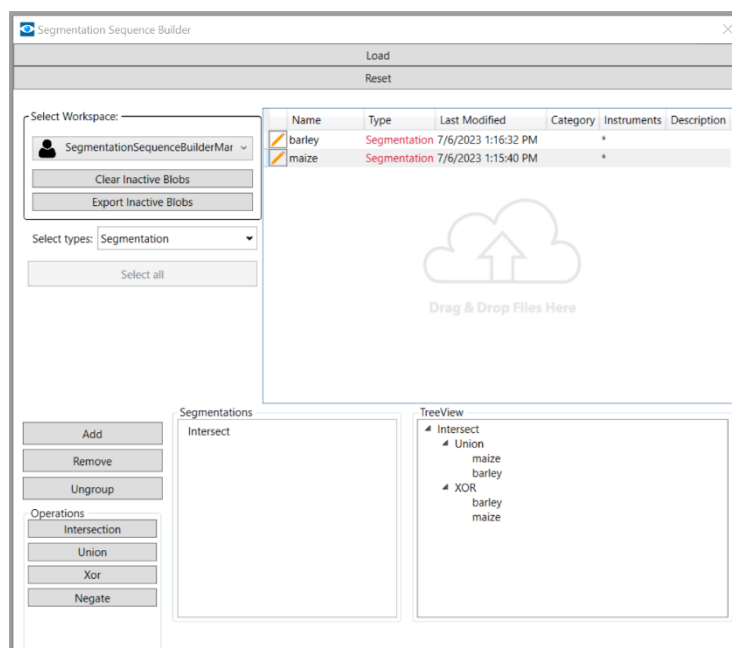 Segmentation Sequence Builder
Load
Reset
Select Workspace:
SegmentationSequenceBuilderMar
Clear Inactive Blobs
Export Inactive Blobs
Select types: Segmentation
Select all
Name Type Last Modified Category Instruments Description
barley Segmentation 7/6/2023 1:16:32 PM *
maize Segmentation 7/6/2023 1:15:40 PM *
Drag & Drop Files Here
Add
Remove
Ungroup
Operations
Intersection
Union
Xor
Negate
Segmentations
Intersect
TreeView
Intersect
Union
maize
barley
XOR
barley
maize